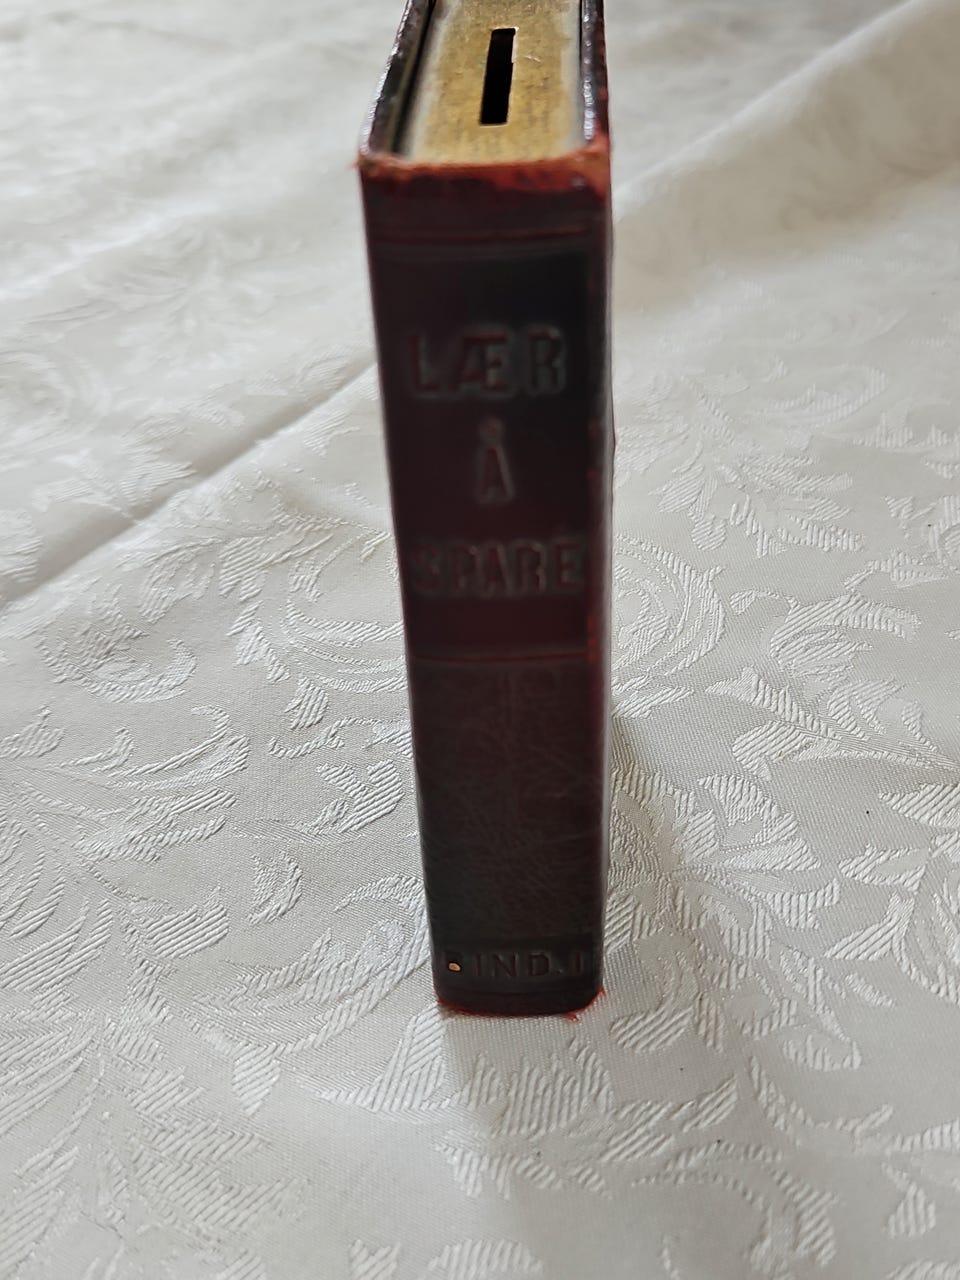 LÆR
Å
SPARE
BIND. I